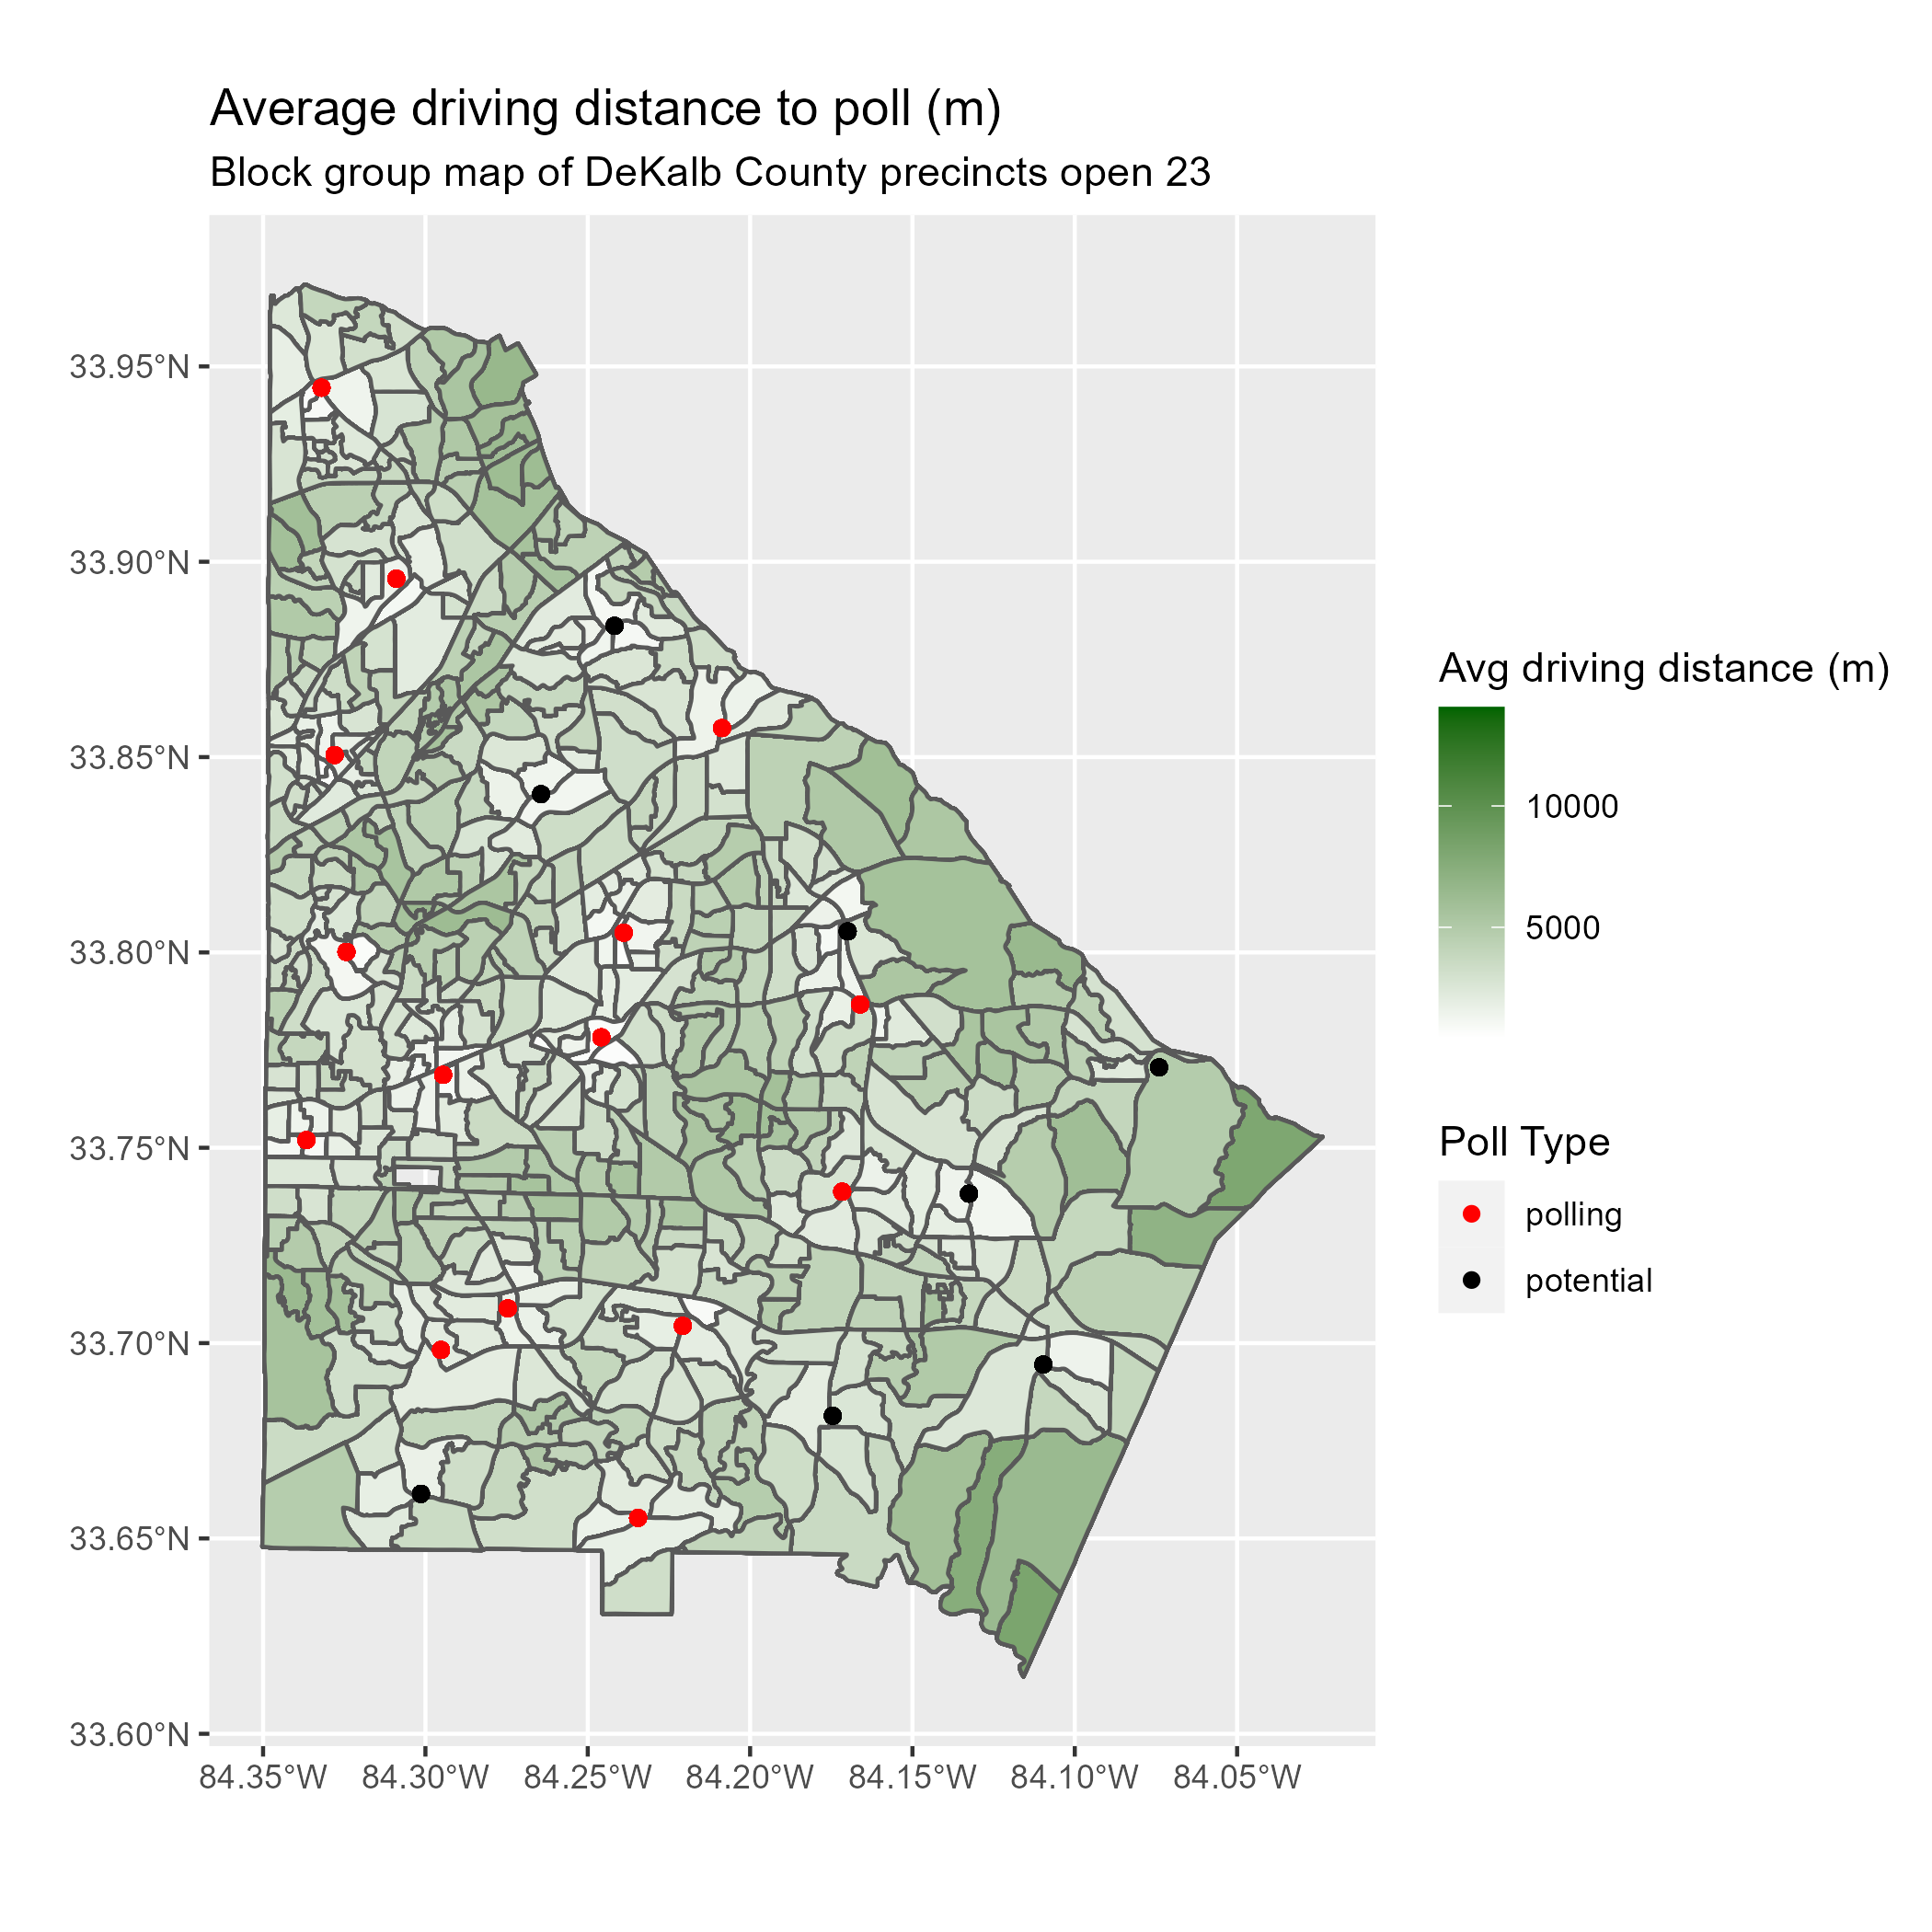 Average driving distance to poll (m)
Block group map of DeKalb County precincts open 23
33.95°N
33.90°N
33.85°N
33.80°N
33.75°N
33.70°N
33.65°N
33.60°N
84.35°W 84.30°W 84.25°W 84.20°W 84.15°W 84.10°W 84.05°W
Avg driving distance (m)
10000
5000
Poll Type
polling
potential